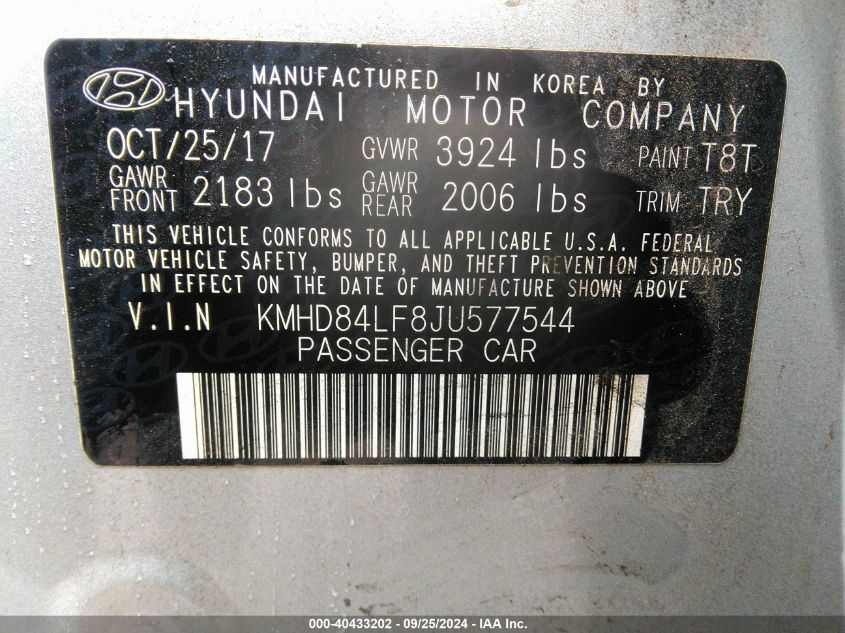 MANUFACTURED IN KOREA BY
HYUNDAI MOTOR COMPANY
OCT/25/17 GVWR 3924 lbs PAINT T8T
GAWR FRONT 2183 lbs GAWR REAR 2006 lbs TRIM TRY
THIS VEHICLE CONFORMS TO ALL APPLICABLE U.S.A. FEDERAL
MOTOR VEHICLE SAFETY, BUMPER, AND THEFT PREVENTION STANDARDS
IN EFFECT ON THE DATE OF MANUFACTURE SHOWN ABOVE
V.I.N KMHD84LF8JU577544
PASSENGER CAR
000-40433202 - 09/25/2024 - IAA Inc.